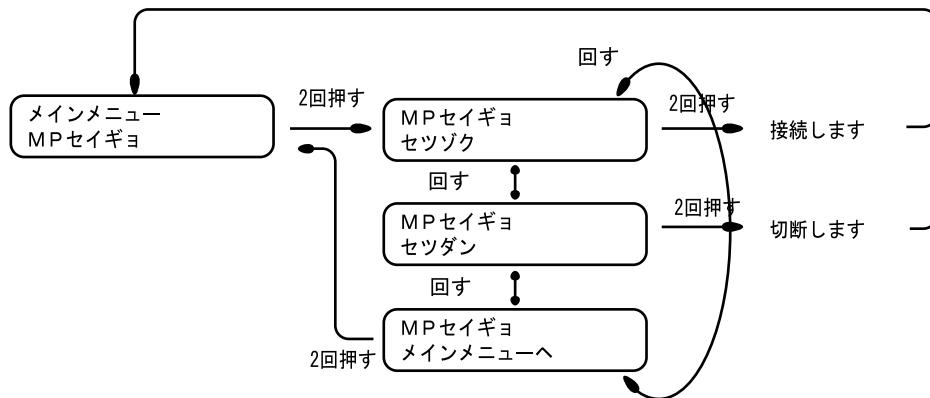 回す
メインメニュー
MPセイギョ
2回押す
MPセイギョ
セツゾク
2回押す
接続します
回す
MPセイギョ
セツダン
2回押す
切断します
回す
MPセイギョ
メインメニューへ
2回押す